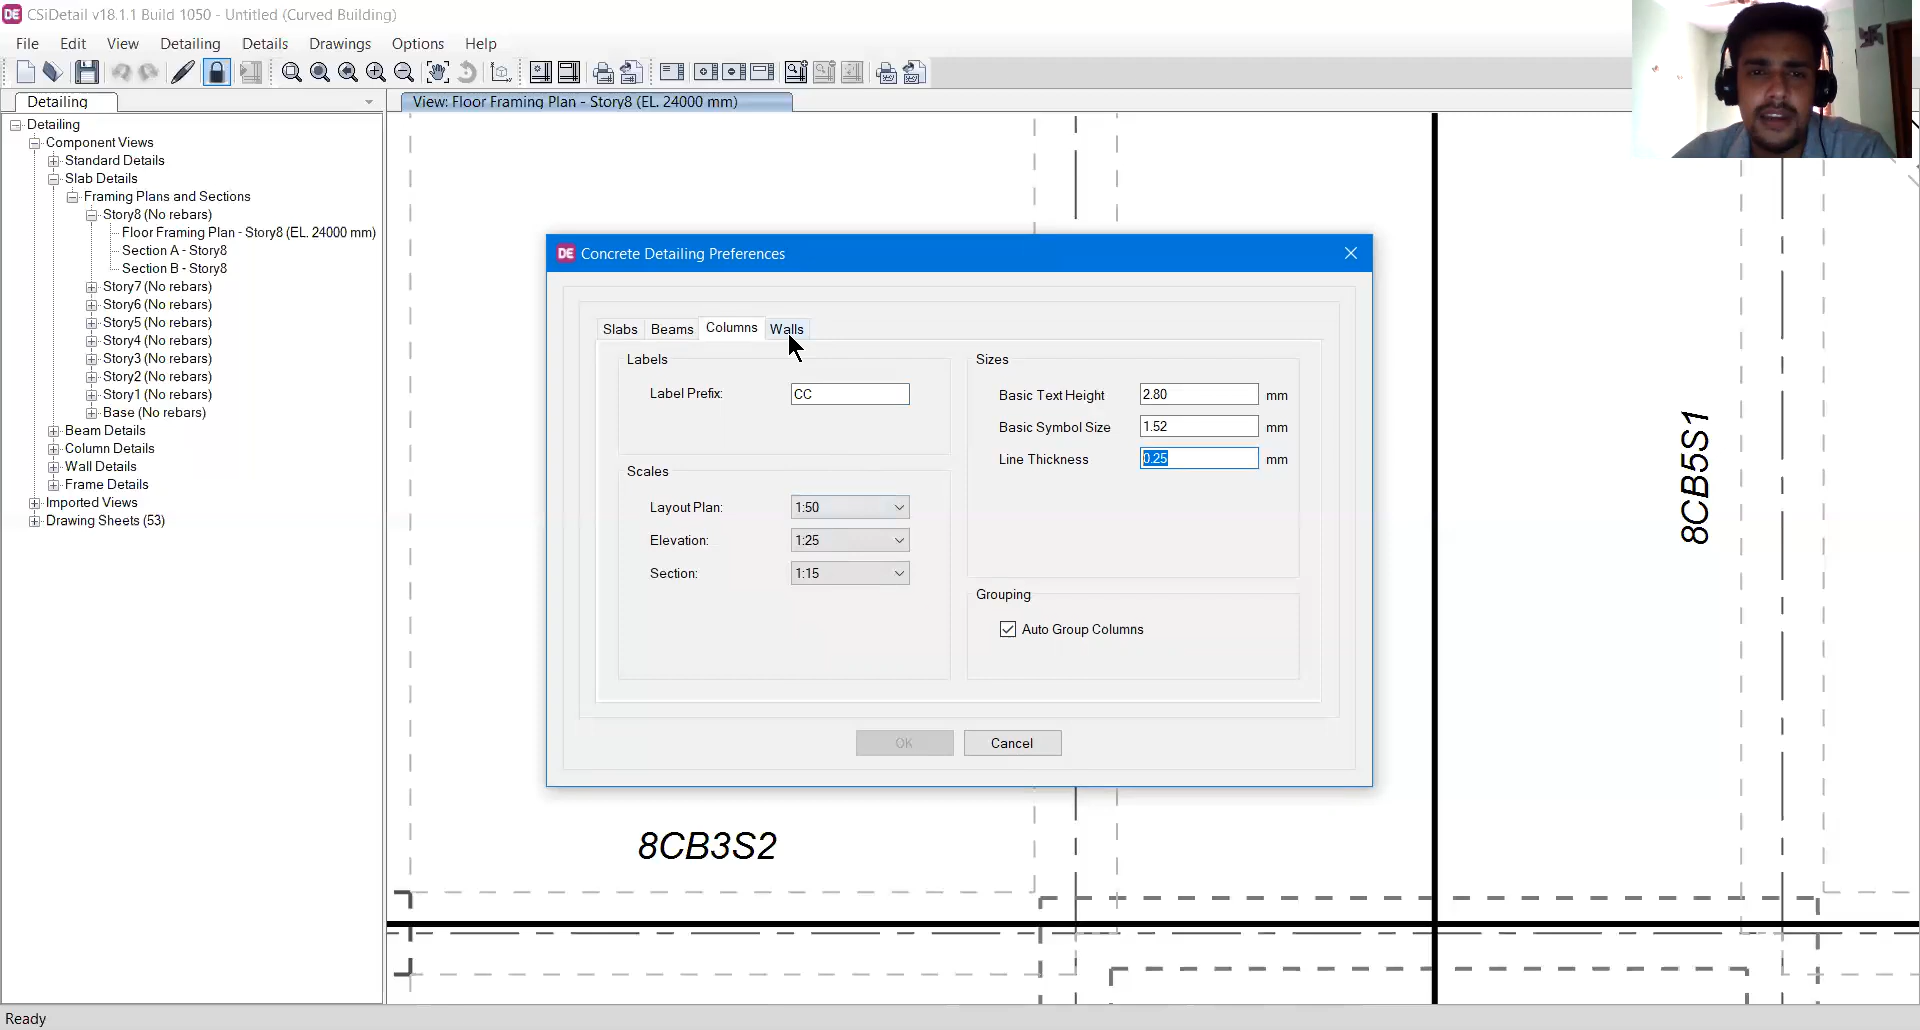 DE CSiDetail v18.1.1 Build 1050 - Untitled (Curved Building)
File Edit View Detailing Details Drawings Options Help
Detailing
View: Floor Framing Plan - Story8 (EL. 24000 mm)
Detailing
Component Views
Standard Details
Slab Details
Framing Plans and Sections
Story8 (No rebars)
Floor Framing Plan - Story8 (EL. 24000 mm)
Section A - Story8
Section B - Story8
Story7 (No rebars)
Story6 (No rebars)
Story5 (No rebars)
Story4 (No rebars)
Story3 (No rebars)
Story2 (No rebars)
Story1 (No rebars)
Base (No rebars)
Beam Details
Column Details
Wall Details
Frame Details
Imported Views
Drawing Sheets (53)
DE Concrete Detailing Preferences
Slabs Beams Columns Walls
Labels
Label Prefix: CC
Scales
Layout Plan: 1:50
Elevation: 1:25
Section: 1:15
Sizes
Basic Text Height 2.80 mm
Basic Symbol Size 1.52 mm
Line Thickness 0.25 mm
Grouping
Auto Group Columns
OK Cancel
8CB5S1
8CB3S2
Ready